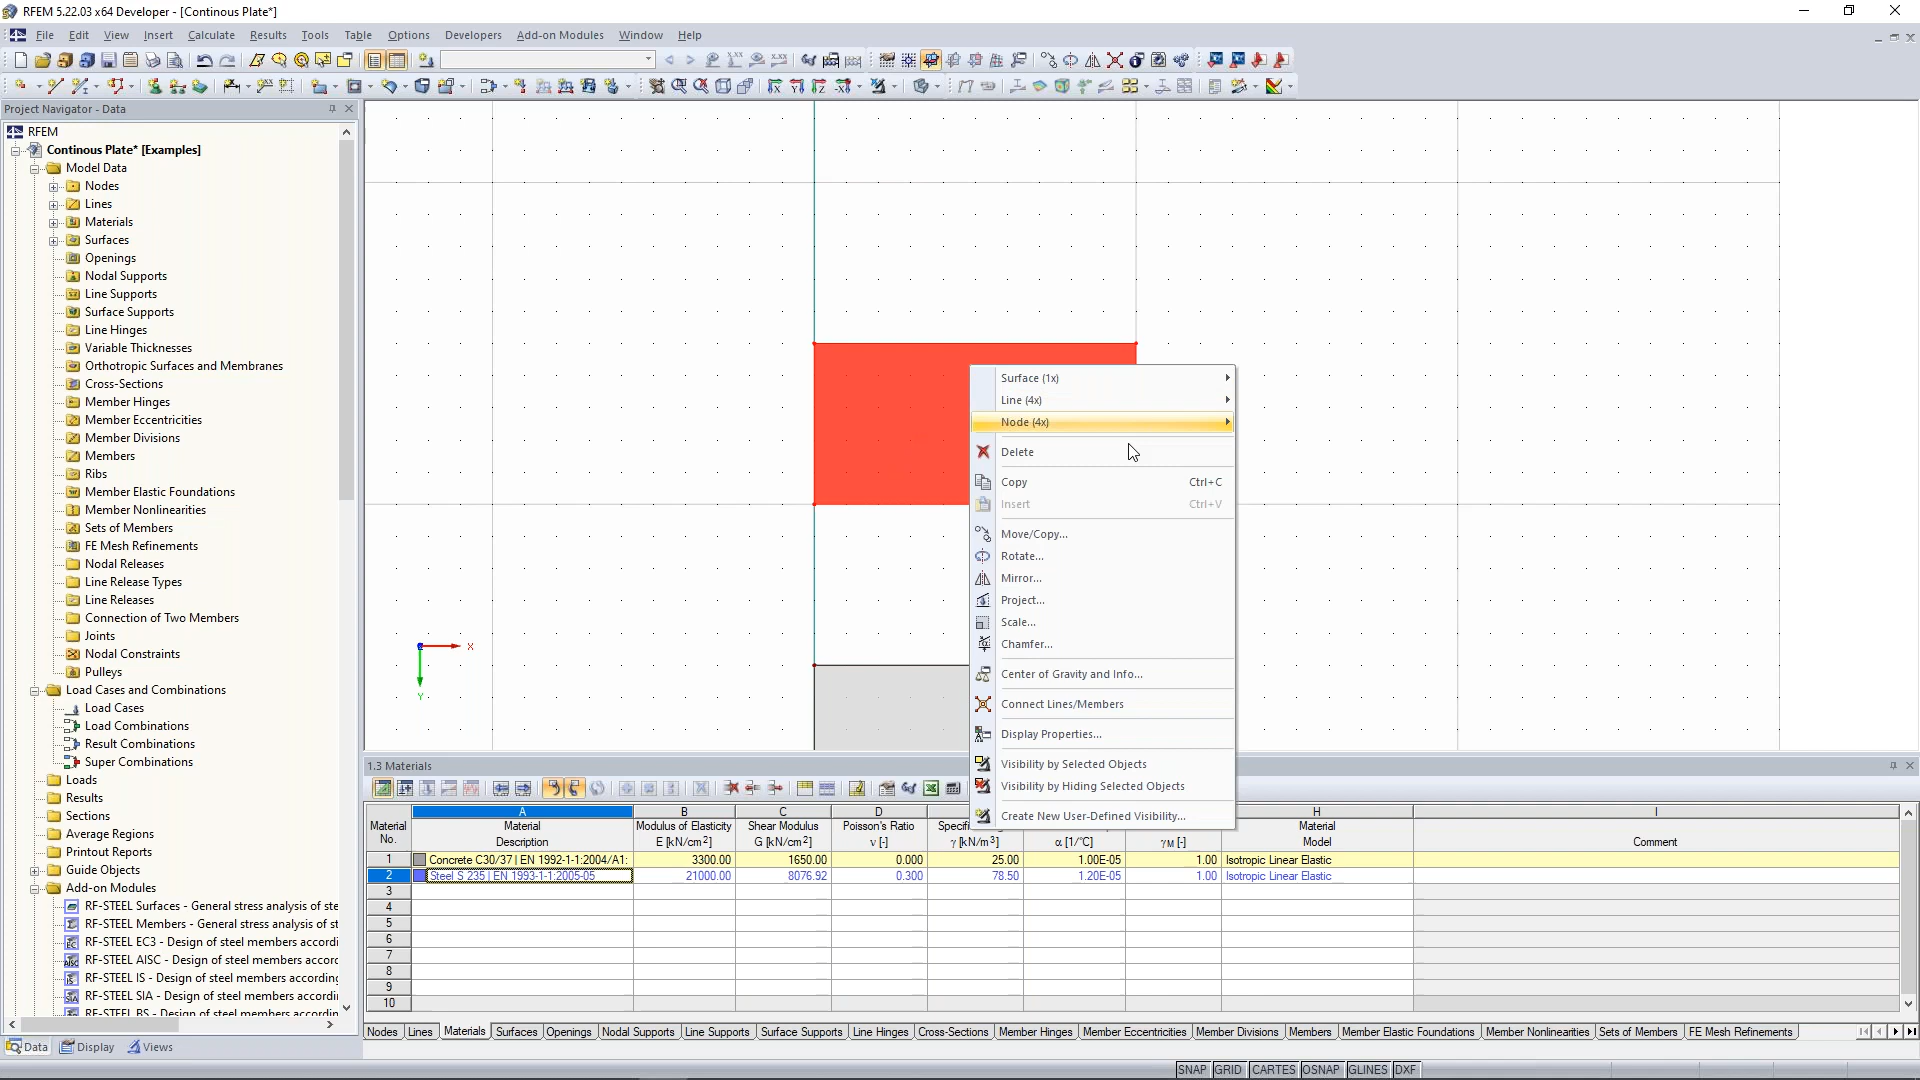 RFEM 5.22.03 x64 Developer - [Continous Plate*]
File Edit View Insert Calculate Results Tools Table Options Developers Add-on Modules Window Help
Project Navigator - Data
RFEM
Continous Plate* [Examples]
Model Data
Nodes
Lines
Materials
Surfaces
Openings
Nodal Supports
Line Supports
Surface Supports
Line Hinges
Variable Thicknesses
Orthotropic Surfaces and Membranes
Cross-Sections
Member Hinges
Member Eccentricities
Member Divisions
Members
Ribs
Member Elastic Foundations
Member Nonlinearities
Sets of Members
FE Mesh Refinements
Nodal Releases
Line Release Types
Line Releases
Connection of Two Members
Joints
Nodal Constraints
Pulleys
Load Cases and Combinations
Load Cases
Load Combinations
Result Combinations
Super Combinations
Loads
Results
Sections
Average Regions
Printout Reports
Guide Objects
Add-on Modules
RF-STEEL Surfaces - General stress analysis of ste
RF-STEEL Members - General stress analysis of st
RF-STEEL EC3 - Design of steel members accordi
RF-STEEL AISC - Design of steel members accor
RF-STEEL IS - Design of steel members according
RF-STEEL SIA - Design of steel members accordi
RF-STEEL BS - Design of steel members accordin
Data Display Views
X
Y
Surface (1x)
Line (4x)
Node (4x)
Delete
Copy Ctrl+C
Insert Ctrl+V
Move/Copy...
Rotate...
Mirror...
Project...
Scale...
Chamfer...
Center of Gravity and Info...
Connect Lines/Members
Display Properties...
Visibility by Selected Objects
Visibility by Hiding Selected Objects
Create New User-Defined Visibility...
1.3 Materials
A B C D H I
Material No. Material Description Modulus of Elasticity E [kN/cm²] Shear Modulus G [kN/cm²] Poisson's Ratio ν [-] γ [kN/m³] α [1/°C] γM [-] Material Model Comment
1 Concrete C30/37 | EN 1992-1-1:2004/A1: 3300.00 1650.00 0.000 25.00 1.00E-05 1.00 Isotropic Linear Elastic
2 Steel S 235 | EN 1993-1-1:2005-05 21000.00 8076.92 0.300 78.50 1.20E-05 1.00 Isotropic Linear Elastic
3
4
5
6
7
8
9
10
Nodes Lines Materials Surfaces Openings Nodal Supports Line Supports Surface Supports Line Hinges Cross-Sections Member Hinges Member Eccentricities Member Divisions Members Member Elastic Foundations Member Nonlinearities Sets of Members FE Mesh Refinements
SNAP GRID CARTES OSNAP GLINES DXF